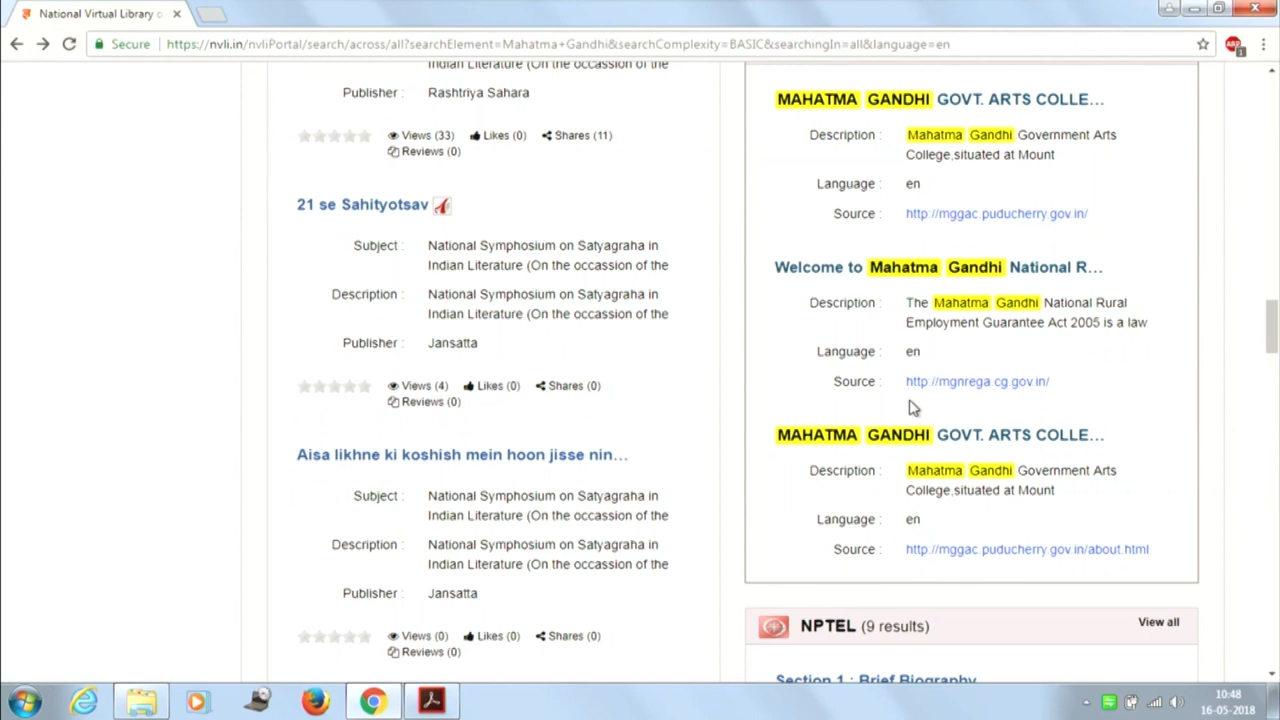 National Virtual Library o
Secure
https://nvli.in/nvliPortal/search/across/all?searchElement=Mahatma+Gandhi&searchComplexity=BASIC&searchingIn=all&language=en
ABP
1
Indian Literature (On the occassion of the
Publisher : Rashtriya Sahara
Views (33) Likes (0) Shares (11)
Reviews (0)
21 se Sahityotsav
Subject : National Symphosium on Satyagraha in
Indian Literature (On the occassion of the
Description : National Symphosium on Satyagraha in
Indian Literature (On the occassion of the
Publisher : Jansatta
Views (4) Likes (0) Shares (0)
Reviews (0)
Aisa likhne ki koshish mein hoon jisse nin...
Subject : National Symphosium on Satyagraha in
Indian Literature (On the occassion of the
Description : National Symphosium on Satyagraha in
Indian Literature (On the occassion of the
Publisher : Jansatta
Views (0) Likes (0) Shares (0)
Reviews (0)
MAHATMA GANDHI GOVT. ARTS COLLE...
Description : Mahatma Gandhi Government Arts
College,situated at Mount
Language : en
Source : http://mggac.puducherry.gov.in/
Welcome to Mahatma Gandhi National R...
Description : The Mahatma Gandhi National Rural
Employment Guarantee Act 2005 is a law
Language : en
Source : http://mgnrega.cg.gov.in/
MAHATMA GANDHI GOVT. ARTS COLLE...
Description : Mahatma Gandhi Government Arts
College,situated at Mount
Language : en
Source : http://mggac.puducherry.gov.in/about.html
NPTEL (9 results) View all
Section 1 : Brief Biography
10:48
16-05-2018